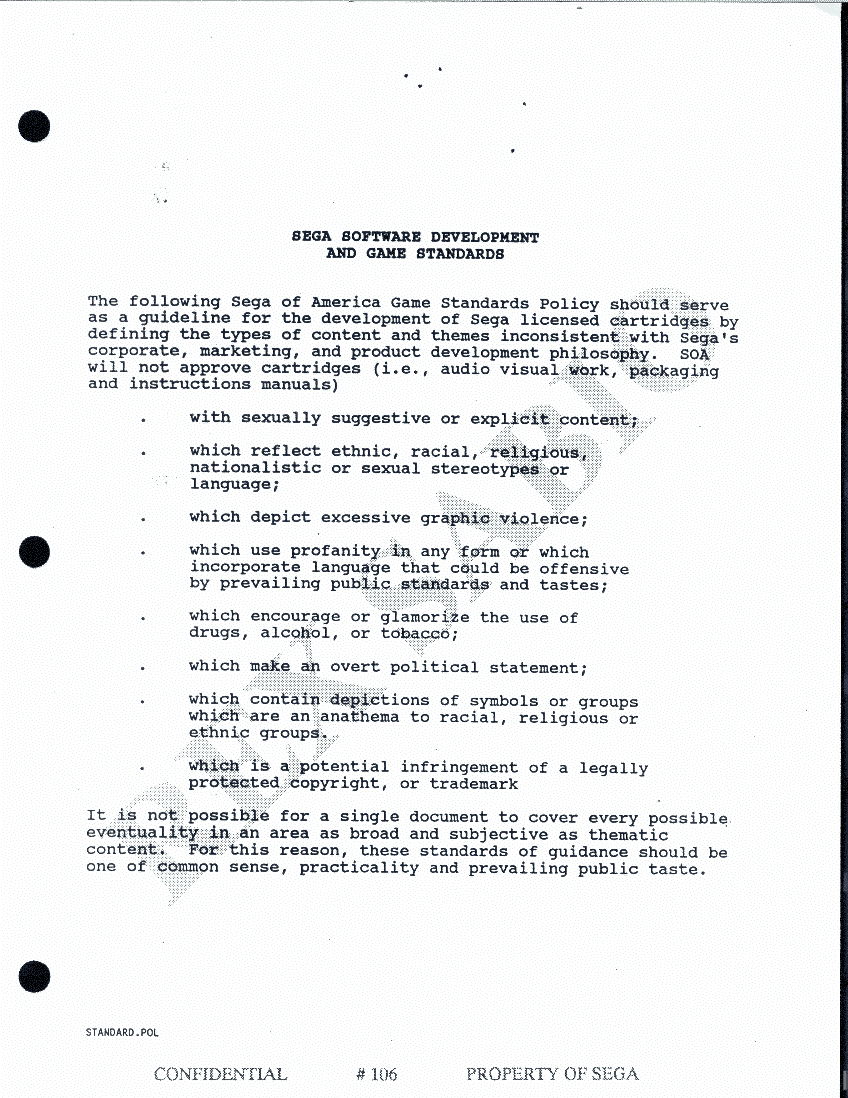 SEGA SOFTWARE DEVELOPMENT
AND GAME STANDARDS
The following Sega of America Game Standards Policy should serve
as a guideline for the development of Sega licensed cartridges by
defining the types of content and themes inconsistent with Sega's
corporate, marketing, and product development philosophy. SOA
will not approve cartridges (i.e., audio visual work, packaging
and instructions manuals)
. with sexually suggestive or explicit content;
. which reflect ethnic, racial, religious,
nationalistic or sexual stereotypes or
language;
. which depict excessive graphic violence;
. which use profanity in any form or which
incorporate language that could be offensive
by prevailing public standards and tastes;
. which encourage or glamorize the use of
drugs, alcohol, or tobacco;
. which make an overt political statement;
. which contain depictions of symbols or groups
which are an anathema to racial, religious or
ethnic groups.
. which is a potential infringement of a legally
protected copyright, or trademark
It is not possible for a single document to cover every possible
eventuality in an area as broad and subjective as thematic
content. For this reason, these standards of guidance should be
one of common sense, practicality and prevailing public taste.
STANDARD.POL
CONFIDENTIAL # 106 PROPERTY OF SEGA